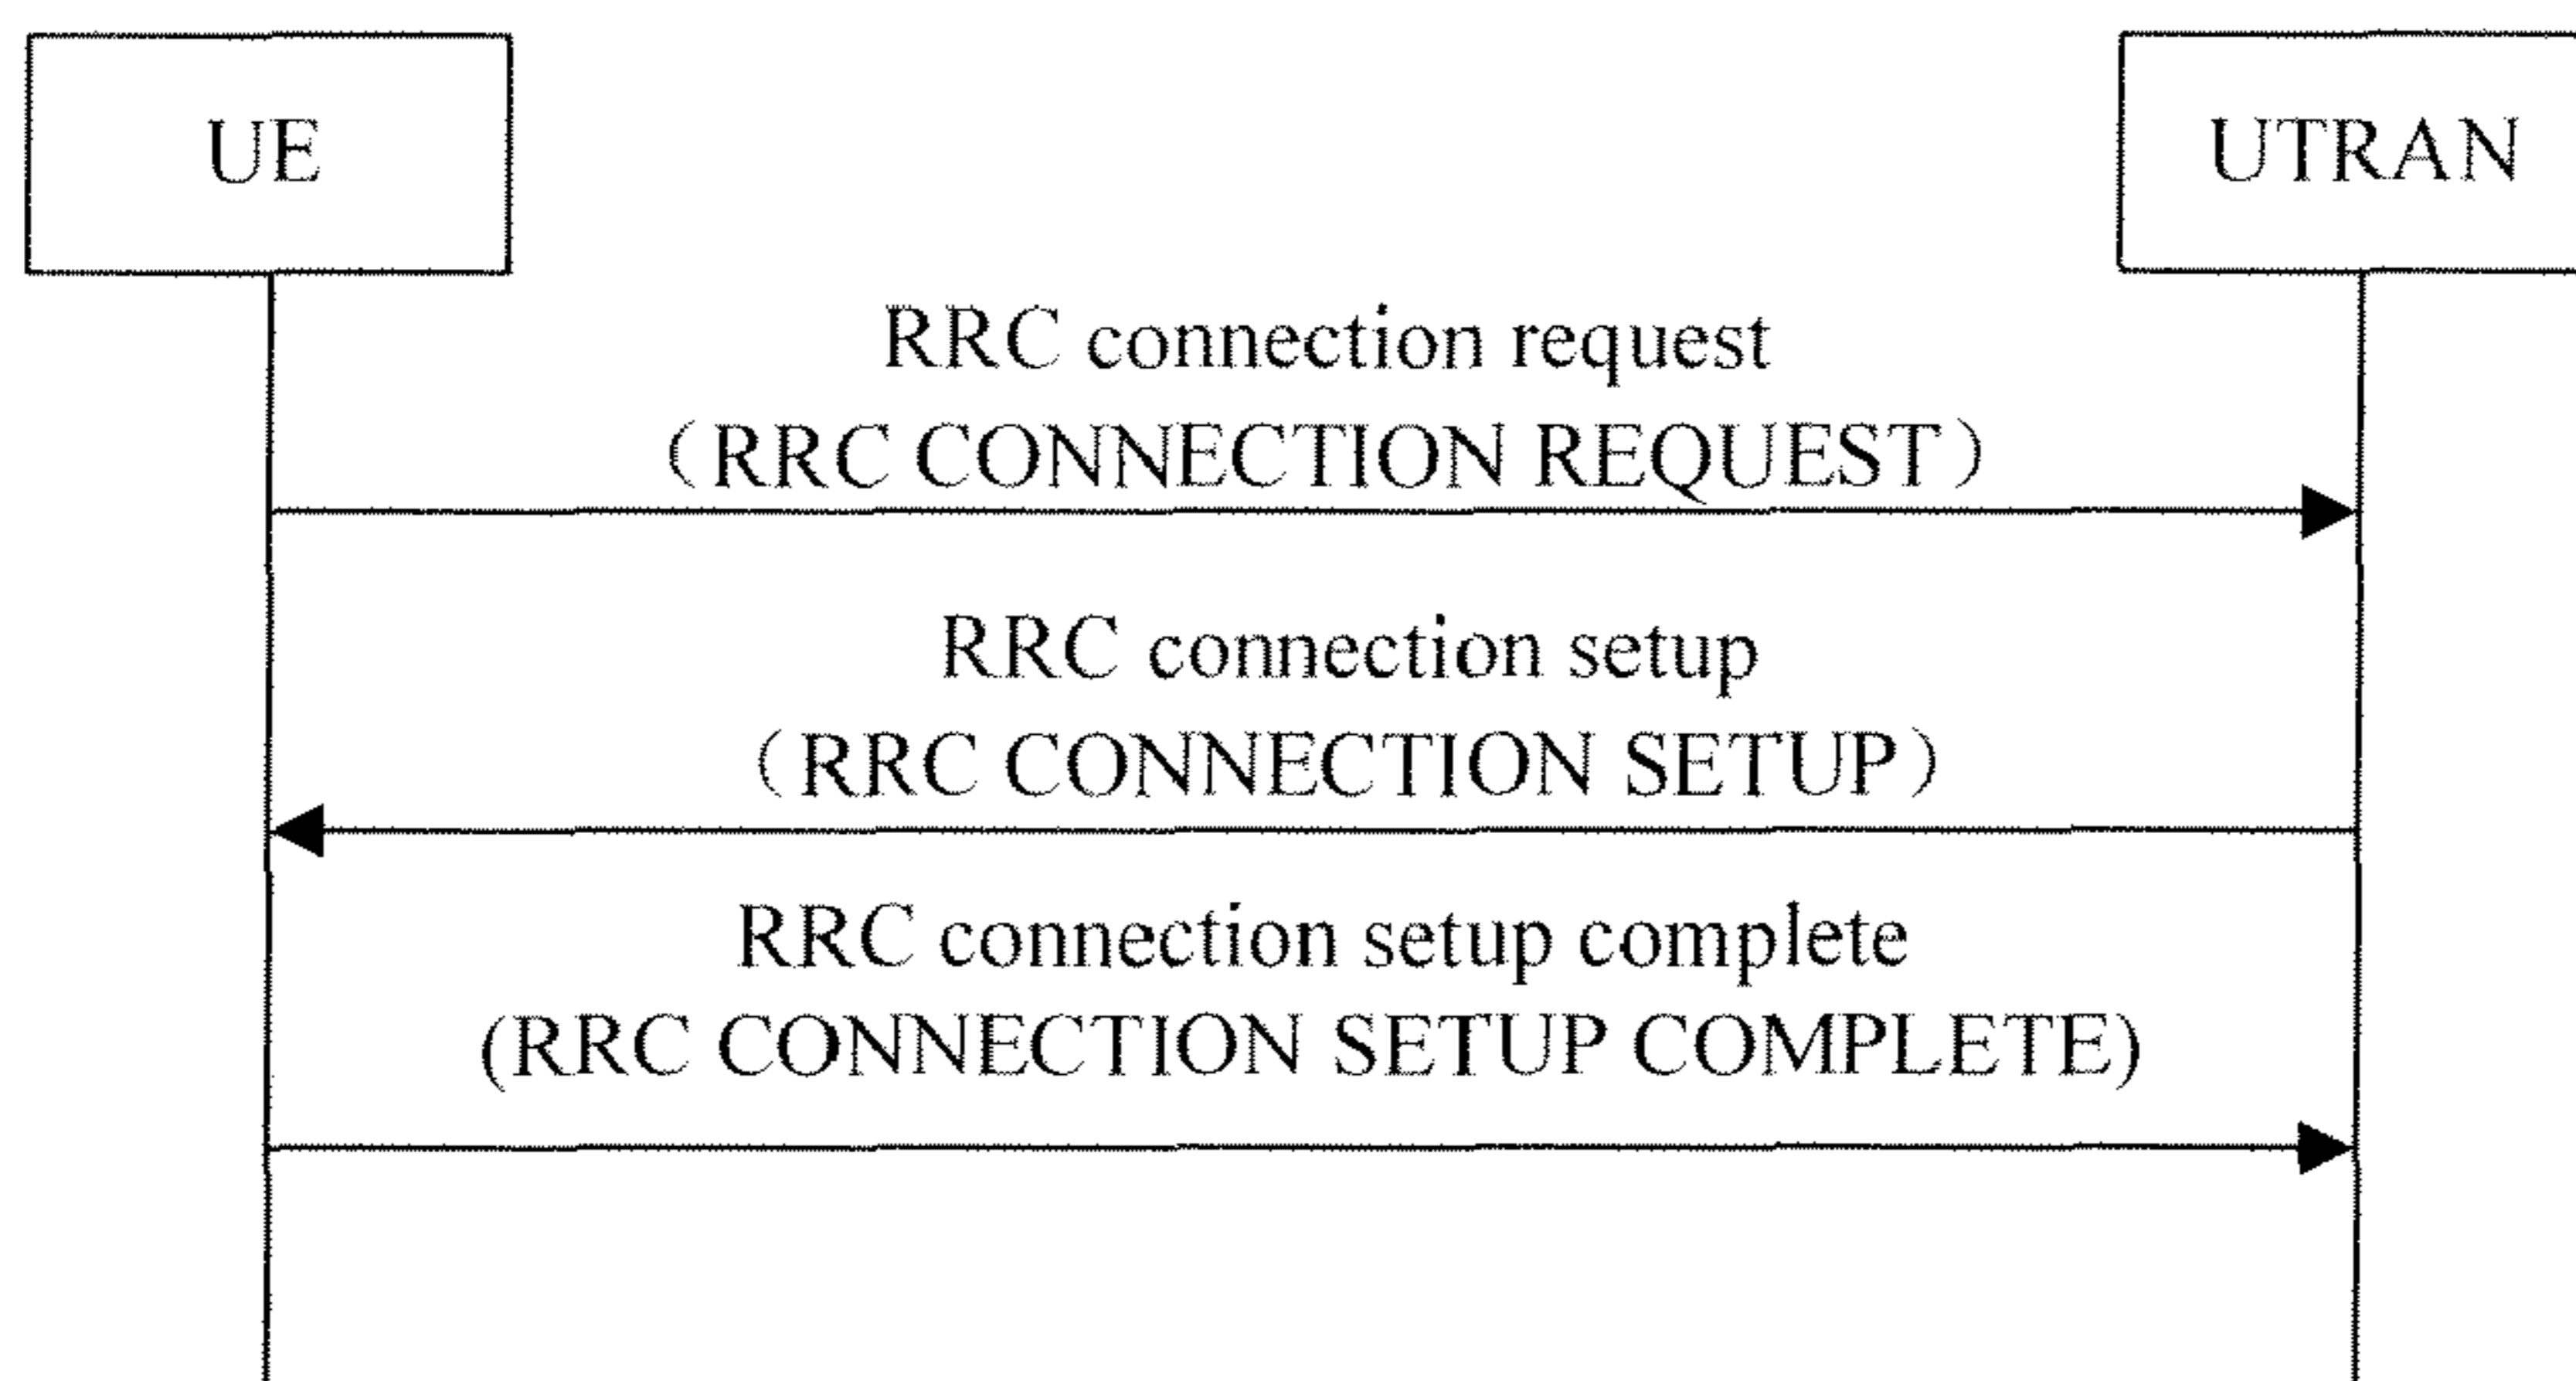 UE
UTRAN
RRC connection request
（RRC CONNECTION REQUEST）
RRC connection setup
（RRC CONNECTION SETUP）
RRC connection setup complete
(RRC CONNECTION SETUP COMPLETE)